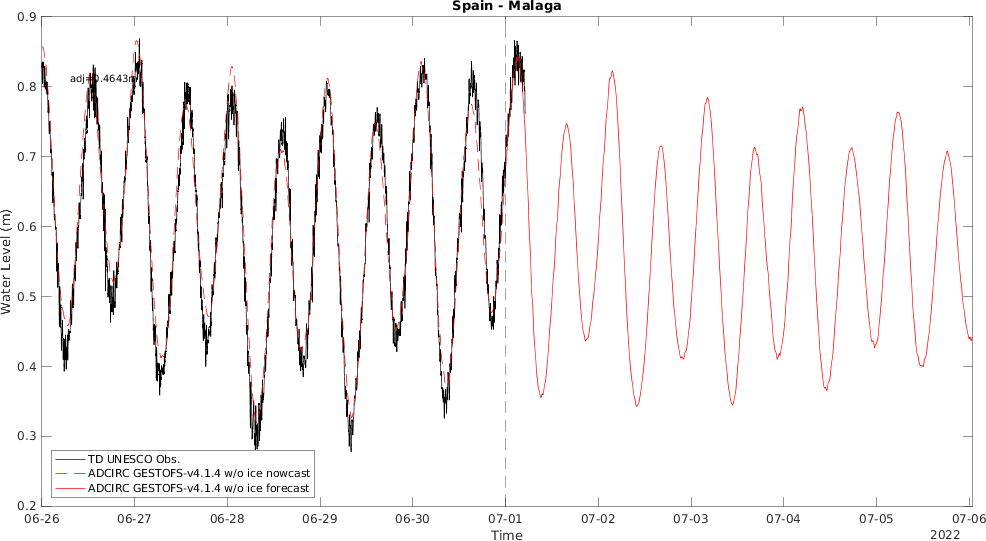 Spain - Malaga
0.9
0.8
0.7
0.6
0.5
0.4
0.3
0.2
Water Level (m)
adj=0.4643m
TD UNESCO Obs.
ADCIRC GESTOFS-v4.1.4 w/o ice nowcast
ADCIRC GESTOFS-v4.1.4 w/o ice forecast
06-26 06-27 06-28 06-29 06-30 07-01 07-02 07-03 07-04 07-05 07-06
Time
2022